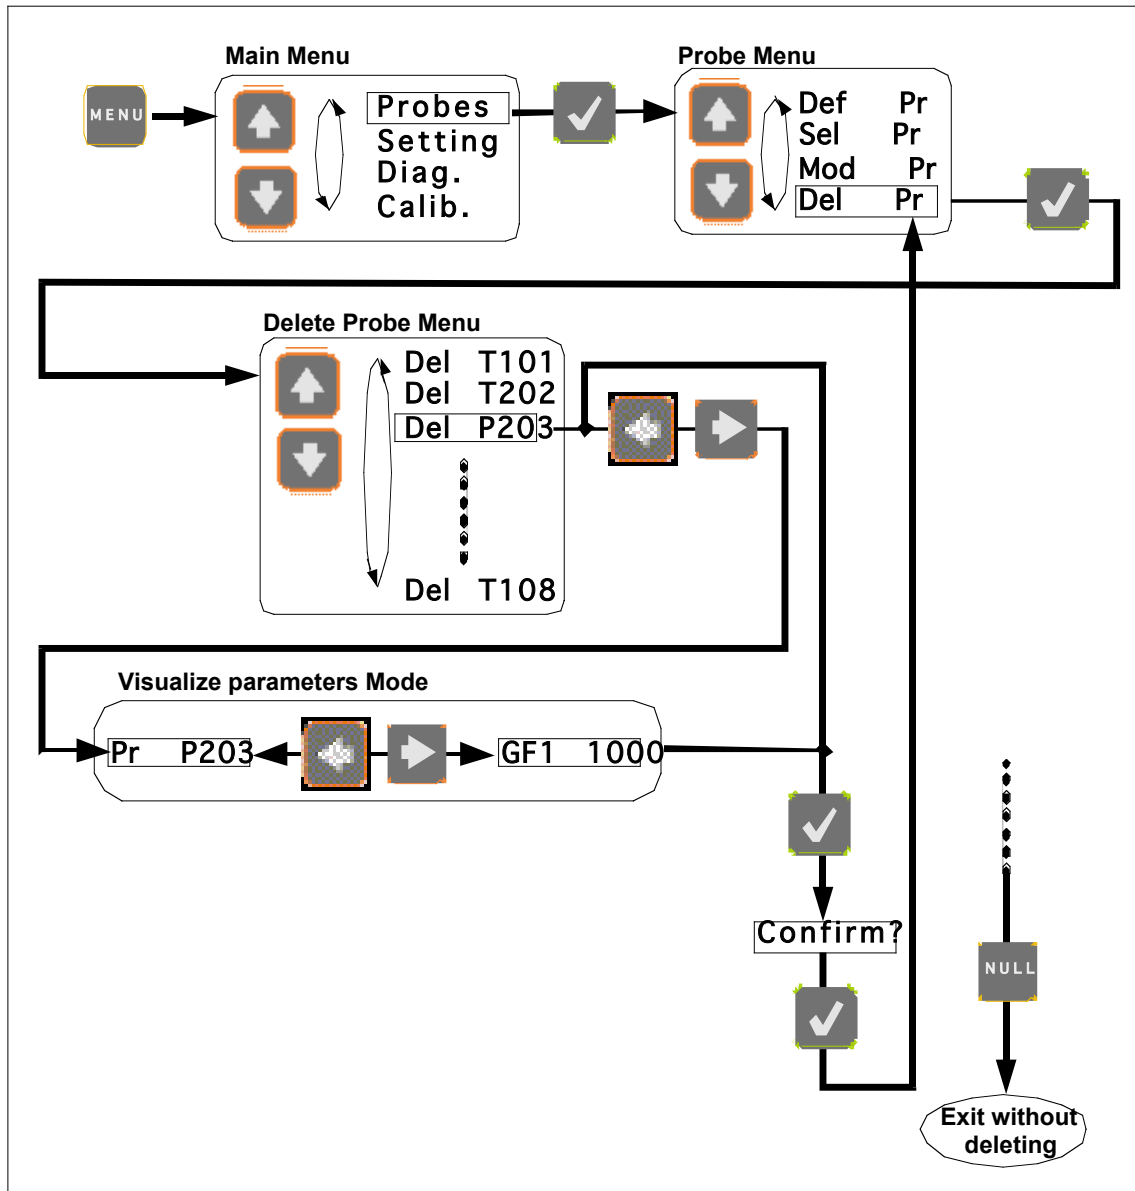 Main Menu
Probe Menu
MENU
Probes
Setting
Diag.
Calib.
Def Pr
Sel Pr
Mod Pr
Del Pr
Delete Probe Menu
Del T101
Del T202
Del P203
Del T108
Visualize parameters Mode
Pr P203
GF1 1000
Confirm?
NULL
Exit without
deleting